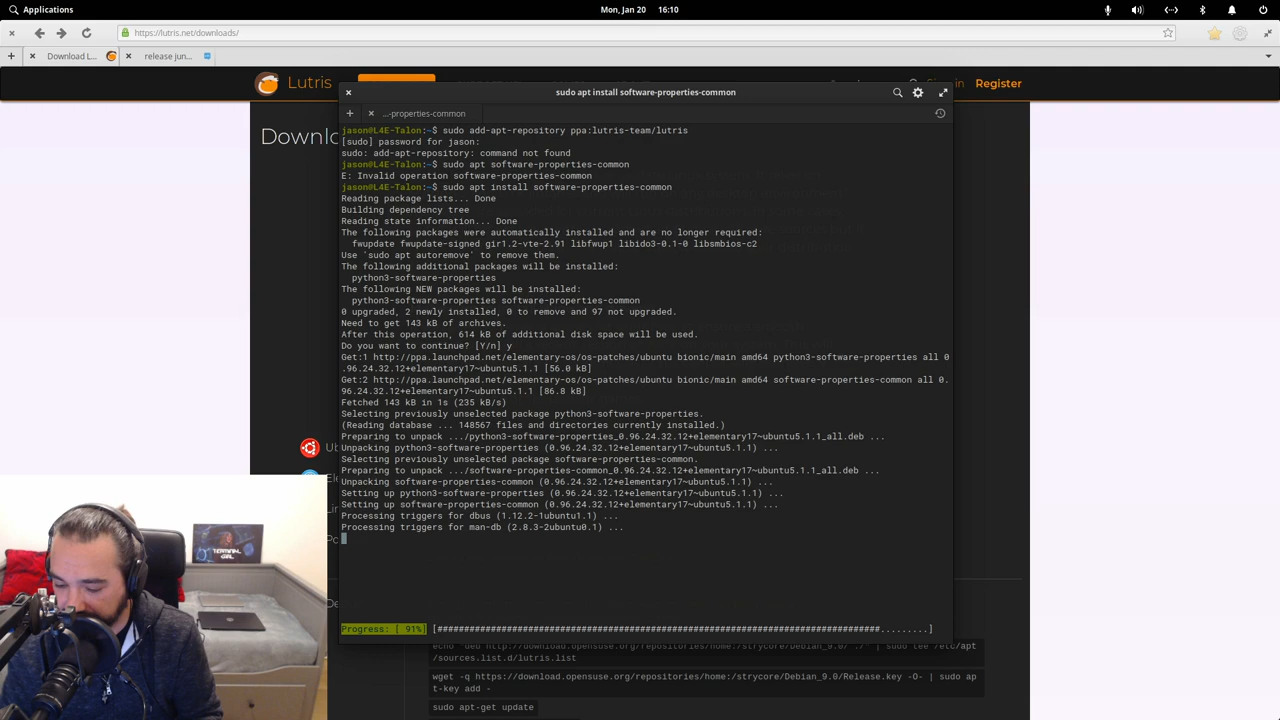 Applications
Mon, Jan 20 16:10
https://lutris.net/downloads/
Download L...
release jun...
Lutris
Sign in
Register
Downlo
sudo apt install software-properties-common
...-properties-common
jason@L4E-Talon:~$ sudo add-apt-repository ppa:lutris-team/lutris
[sudo] password for jason:
sudo: add-apt-repository: command not found
jason@L4E-Talon:~$ sudo apt software-properties-common
E: Invalid operation software-properties-common
jason@L4E-Talon:~$ sudo apt install software-properties-common
Reading package lists... Done
Building dependency tree
Reading state information... Done
The following packages were automatically installed and are no longer required:
fwupdate fwupdate-signed gir1.2-vte-2.91 libfwup1 libido3-0.1-0 libsmbios-c2
Use 'sudo apt autoremove' to remove them.
The following additional packages will be installed:
python3-software-properties
The following NEW packages will be installed:
python3-software-properties software-properties-common
0 upgraded, 2 newly installed, 0 to remove and 97 not upgraded.
Need to get 143 kB of archives.
After this operation, 614 kB of additional disk space will be used.
Do you want to continue? [Y/n] y
Get:1 http://ppa.launchpad.net/elementary-os/os-patches/ubuntu bionic/main amd64 python3-software-properties all 0
.96.24.32.12+elementary17~ubuntu5.1.1 [56.0 kB]
Get:2 http://ppa.launchpad.net/elementary-os/os-patches/ubuntu bionic/main amd64 software-properties-common all 0.
96.24.32.12+elementary17~ubuntu5.1.1 [86.8 kB]
Fetched 143 kB in 1s (235 kB/s)
Selecting previously unselected package python3-software-properties.
(Reading database ... 148567 files and directories currently installed.)
Preparing to unpack .../python3-software-properties_0.96.24.32.12+elementary17~ubuntu5.1.1_all.deb ...
Unpacking python3-software-properties (0.96.24.32.12+elementary17~ubuntu5.1.1) ...
Selecting previously unselected package software-properties-common.
Preparing to unpack .../software-properties-common_0.96.24.32.12+elementary17~ubuntu5.1.1_all.deb ...
Unpacking software-properties-common (0.96.24.32.12+elementary17~ubuntu5.1.1) ...
Setting up python3-software-properties (0.96.24.32.12+elementary17~ubuntu5.1.1) ...
Setting up software-properties-common (0.96.24.32.12+elementary17~ubuntu5.1.1) ...
Processing triggers for dbus (1.12.2-1ubuntu1.1) ...
Processing triggers for man-db (2.8.3-2ubuntu0.1) ...
Progress: [ 91%] [###################################################################################.........]
Ub
Ele
Lin
Po
De
TERMINAL
echo "deb http://download.opensuse.org/repositories/home:/strycore/Debian_9.0/ ./" | sudo tee /etc/apt
/sources.list.d/lutris.list
wget -q https://download.opensuse.org/repositories/home:/strycore/Debian_9.0/Release.key -O- | sudo ap
t-key add -
sudo apt-get update